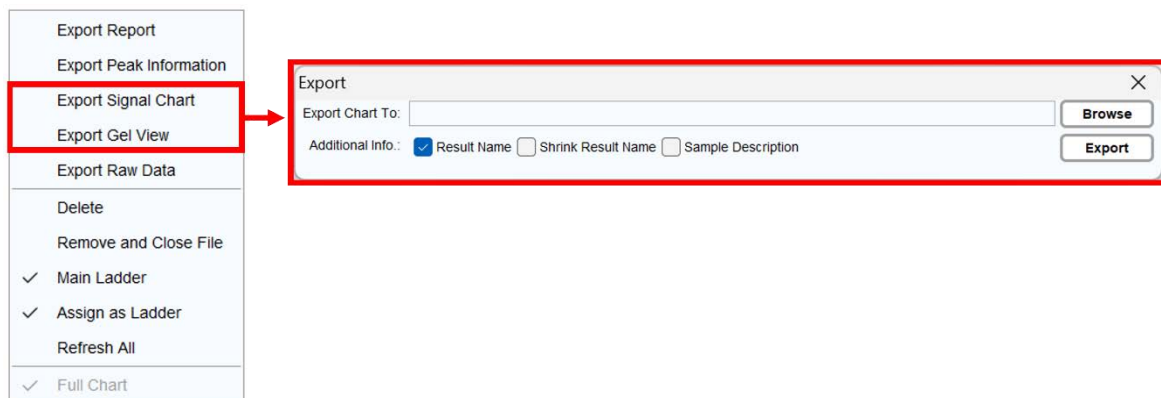 Export Report
Export Peak Information
Export Signal Chart
Export Gel View
Export Raw Data
Delete
Remove and Close File
Main Ladder
Assign as Ladder
Refresh All
Full Chart
Export
Export Chart To:
Browse
Additional Info.: Result Name Shrink Result Name Sample Description
Export